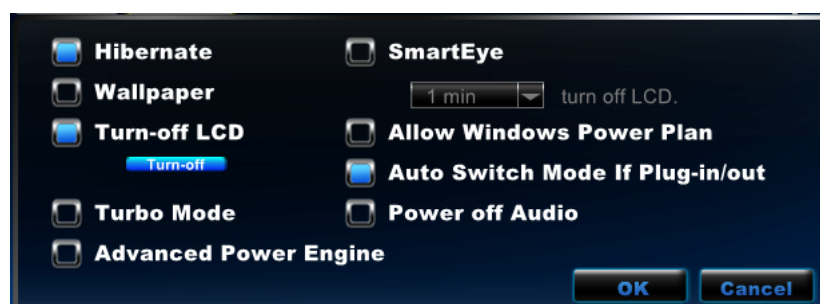 Hibernate
SmartEye
Wallpaper
1 min
turn off LCD.
Turn-off LCD
Allow Windows Power Plan
Turn-off
Auto Switch Mode If Plug-in/out
Turbo Mode
Power off Audio
Advanced Power Engine
OK
Cancel